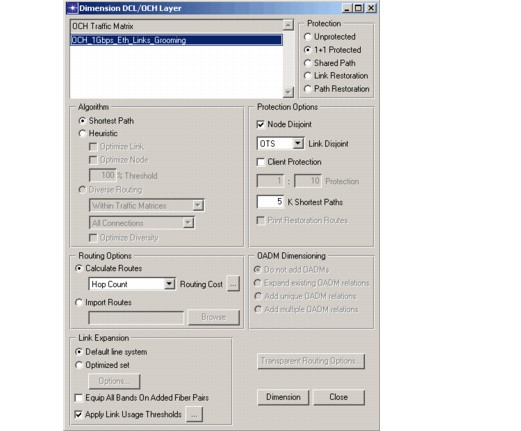 Dimension DCL/OCH Layer
OCH Traffic Matrix
OCH_1Gbps_Eth_Links_Grooming
Protection
Unprotected
1+1 Protected
Shared Path
Link Restoration
Path Restoration
Algorithm
Shortest Path
Heuristic
Optimize Link
Optimize Node
100 % Threshold
Diverse Routing
Within Traffic Matrices
All Connections
Optimize Diversity
Protection Options
Node Disjoint
OTS Link Disjoint
Client Protection
1 : 10 Protection
5 K Shortest Paths
Print Restoration Routes
Routing Options
Calculate Routes
Hop Count Routing Cost ...
Import Routes
Browse
OADM Dimensioning
Do not add OADMs
Expand existing OADM relations
Add unique OADM relations
Add multiple OADM relations
Link Expansion
Default line system
Optimized set
Options...
Equip All Bands On Added Fiber Pairs
Apply Link Usage Thresholds ...
Transparent Routing Options...
Dimension Close